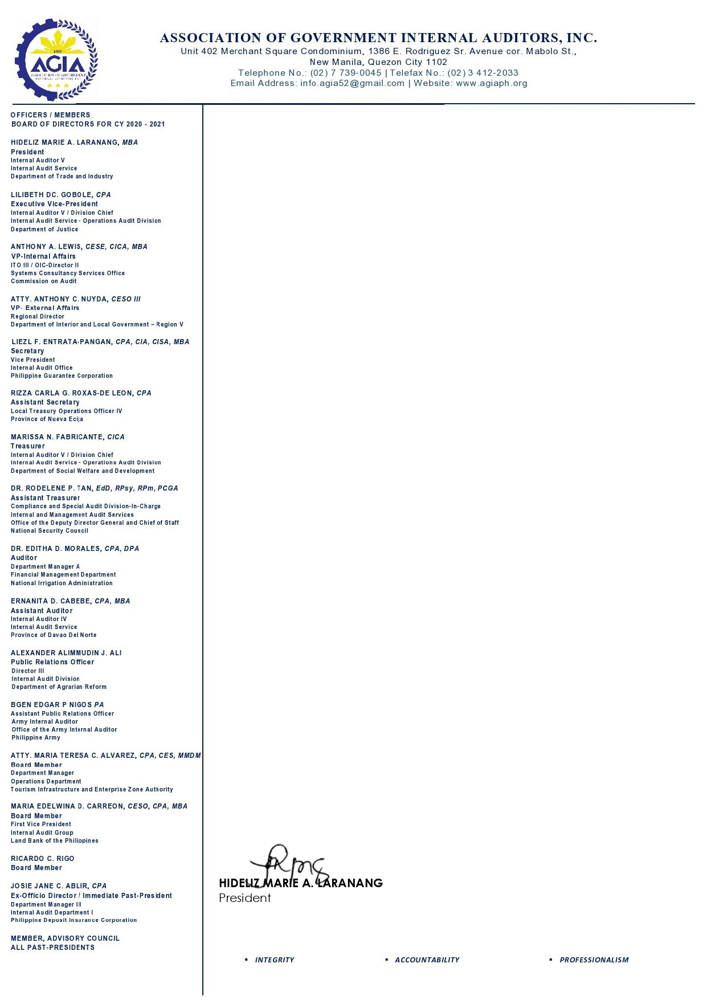 1959
AGIA
ASSOCIATION OF GOVERNMENT
INTERNAL AUDITORS, INC.
ASSOCIATION OF GOVERNMENT INTERNAL AUDITORS, INC.
Unit 402 Merchant Square Condominium, 1386 E. Rodriguez Sr. Avenue cor. Mabolo St.,
New Manila, Quezon City 1102
Telephone No.: (02) 7 739-0045 | Telefax No.: (02) 3 412-2033
Email Address: info.agia52@gmail.com | Website: www.agiaph.org
OFFICERS / MEMBERS
BOARD OF DIRECTORS FOR CY 2020 - 2021
HIDELIZ MARIE A. LARANANG, MBA
President
Internal Auditor V
Internal Audit Service
Department of Trade and Industry
LILIBETH DC. GOBOLE, CPA
Executive Vice-President
Internal Auditor V / Division Chief
Internal Audit Service - Operations Audit Division
Department of Justice
ANTHONY A. LEWIS, CESE, CICA, MBA
VP-Internal Affairs
ITO III / OIC-Director II
Systems Consultancy Services Office
Commission on Audit
ATTY. ANTHONY C. NUYDA, CESO III
VP- External Affairs
Regional Director
Department of Interior and Local Government – Region V
LIEZL F. ENTRATA-PANGAN, CPA, CIA, CISA, MBA
Secretary
Vice President
Internal Audit Office
Philippine Guarantee Corporation
RIZZA CARLA G. ROXAS-DE LEON, CPA
Assistant Secretary
Local Treasury Operations Officer IV
Province of Nueva Ecija
MARISSA N. FABRICANTE, CICA
Treasurer
Internal Auditor V / Division Chief
Internal Audit Service - Operations Audit Division
Department of Social Welfare and Development
DR. RODELENE P. TAN, EdD, RPsy, RPm, PCGA
Assistant Treasurer
Compliance and Special Audit Division-In-Charge
Internal and Management Audit Services
Office of the Deputy Director General and Chief of Staff
National Security Council
DR. EDITHA D. MORALES, CPA, DPA
Auditor
Department Manager A
Financial Management Department
National Irrigation Administration
ERNANITA D. CABEBE, CPA, MBA
Assistant Auditor
Internal Auditor IV
Internal Audit Service
Province of Davao Del Norte
ALEXANDER ALIMMUDIN J. ALI
Public Relations Officer
Director III
Internal Audit Division
Department of Agrarian Reform
BGEN EDGAR P NIGOS PA
Assistant Public Relations Officer
Army Internal Auditor
Office of the Army Internal Auditor
Philippine Army
ATTY. MARIA TERESA C. ALVAREZ, CPA, CES, MMDM
Board Member
Department Manager
Operations Department
Tourism Infrastructure and Enterprise Zone Authority
MARIA EDELWINA D. CARREON, CESO, CPA, MBA
Board Member
First Vice President
Internal Audit Group
Land Bank of the Philippines
RICARDO C. RIGO
Board Member
JOSIE JANE C. ABLIR, CPA
Ex-Officio Director / Immediate Past-President
Department Manager III
Internal Audit Department I
Philippine Deposit Insurance Corporation
MEMBER, ADVISORY COUNCIL
ALL PAST-PRESIDENTS
HIDELIZ MARIE A. LARANANG
President
▪ INTEGRITY ▪ ACCOUNTABILITY ▪ PROFESSIONALISM